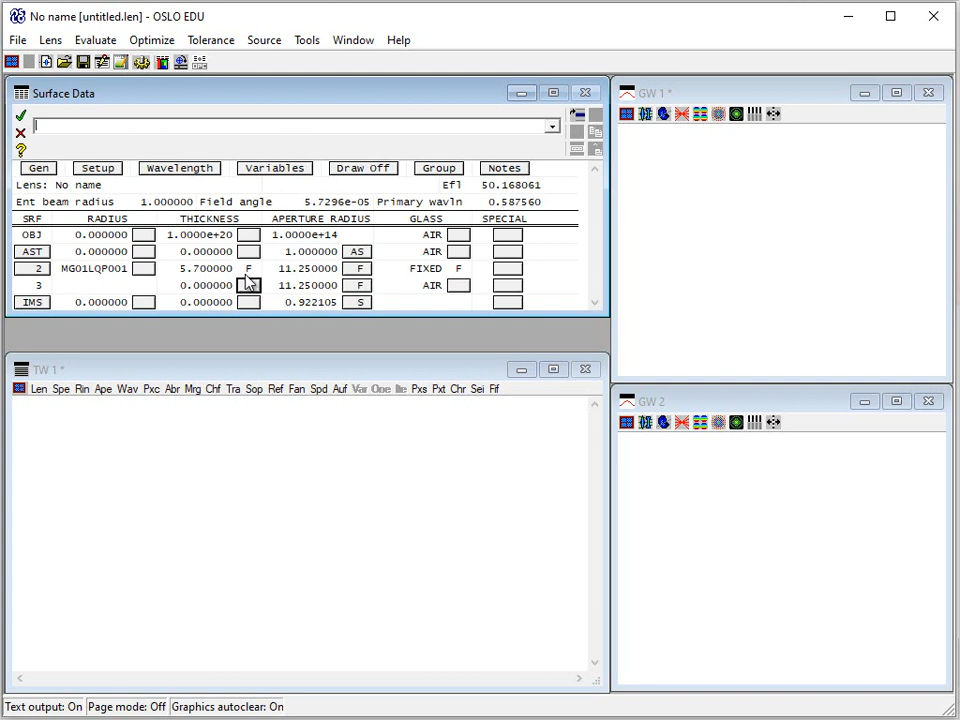 No name [untitled.len] - OSLO EDU
File Lens Evaluate Optimize Tolerance Source Tools Window Help
Surface Data
Gen Setup Wavelength Variables Draw Off Group Notes
Lens: No name Efl 50.168061
Ent beam radius 1.000000 Field angle 5.7296e-05 Primary wavln 0.587560
SRF RADIUS THICKNESS APERTURE RADIUS GLASS SPECIAL
OBJ 0.000000 1.0000e+20 1.0000e+14 AIR
AST 0.000000 0.000000 1.000000 AS AIR
2 MG01LQP001 5.700000 F 11.250000 F FIXED F
3 0.000000 11.250000 F AIR
IMS 0.000000 0.000000 0.922105 S
GW 1 *
TW 1 *
Len Spe Rin Ape Wav Pxc Abr Mrg Chf Tra Sop Ref Fan Spd Auf Var Ope Ite Pxs Pxt Chr Sei Fif
GW 2
Text output: On Page mode: Off Graphics autoclear: On